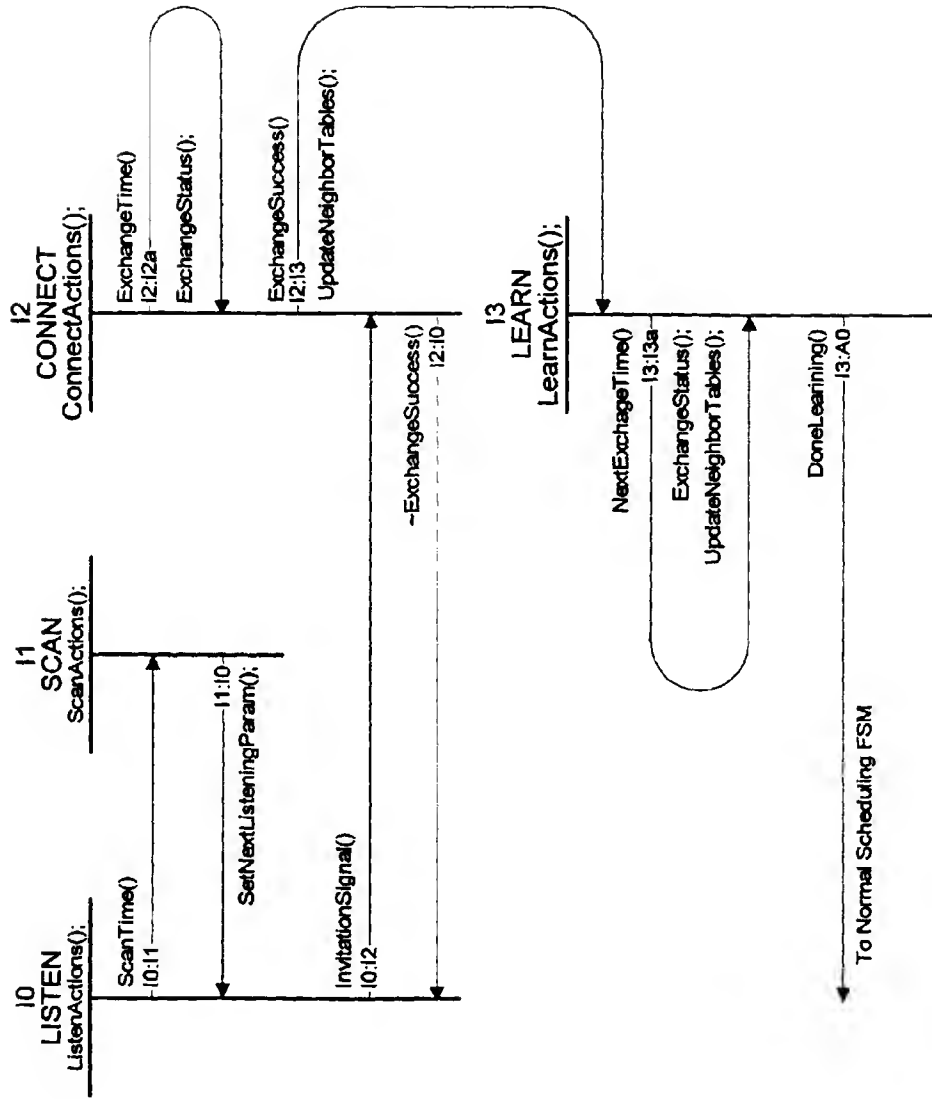 I0
LISTEN
ListenActions();
ScanTime()
I0:I1
I1:I0
SetNextListeningParam();
InvitationSignal()
I0:I2
~ExchangeSuccess()
I2:I0
I1
SCAN
ScanActions();
I2
CONNECT
ConnectActions();
ExchangeTime()
I2:I2a
ExchangeStatus();
ExchangeSuccess()
I2:I3
UpdateNeighborTables();
I3
LEARN
LearnActions();
NextExchageTime()
I3:I3a
ExchangeStatus();
UpdateNeighborTables();
DoneLearining()
I3:A0
To Normal Scheduling FSM